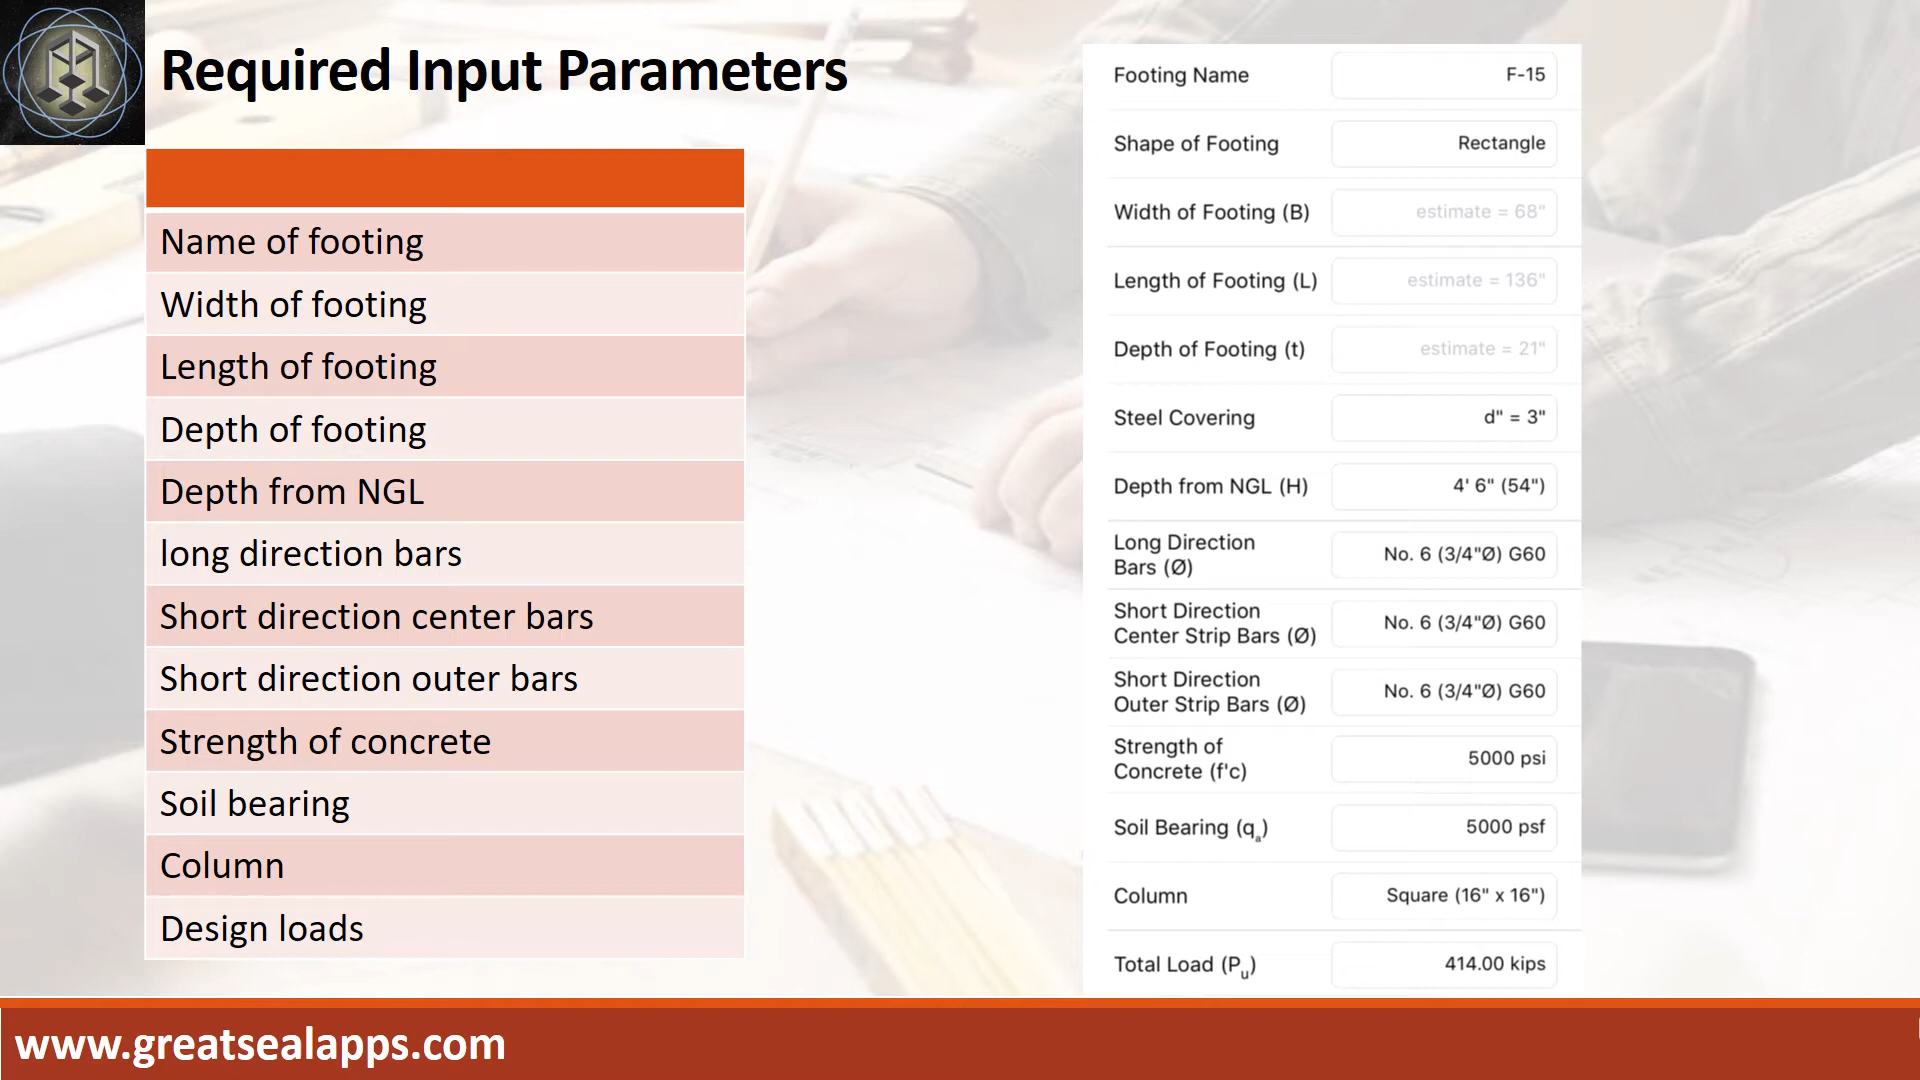 Required Input Parameters
Name of footing
Width of footing
Length of footing
Depth of footing
Depth from NGL
long direction bars
Short direction center bars
Short direction outer bars
Strength of concrete
Soil bearing
Column
Design loads
Footing Name F-15
Shape of Footing Rectangle
Width of Footing (B) estimate = 68"
Length of Footing (L) estimate = 136"
Depth of Footing (t) estimate = 21"
Steel Covering d" = 3"
Depth from NGL (H) 4' 6" (54")
Long Direction
Bars (Ø) No. 6 (3/4"Ø) G60
Short Direction
Center Strip Bars (Ø) No. 6 (3/4"Ø) G60
Short Direction
Outer Strip Bars (Ø) No. 6 (3/4"Ø) G60
Strength of
Concrete (f'c) 5000 psi
Soil Bearing (qa) 5000 psf
Column Square (16" x 16")
Total Load (Pu) 414.00 kips
www.greatsealapps.com